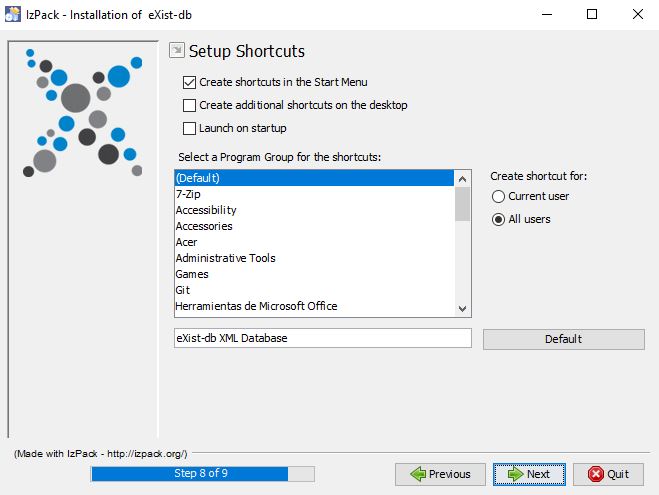 IzPack - Installation of eXist-db
Setup Shortcuts
Create shortcuts in the Start Menu
Create additional shortcuts on the desktop
Launch on startup
Select a Program Group for the shortcuts:
(Default)
7-Zip
Accessibility
Accessories
Acer
Administrative Tools
Games
Git
Herramientas de Microsoft Office
Create shortcut for:
Current user
All users
eXist-db XML Database
Default
(Made with IzPack - http://izpack.org/)
Step 8 of 9
Previous
Next
Quit